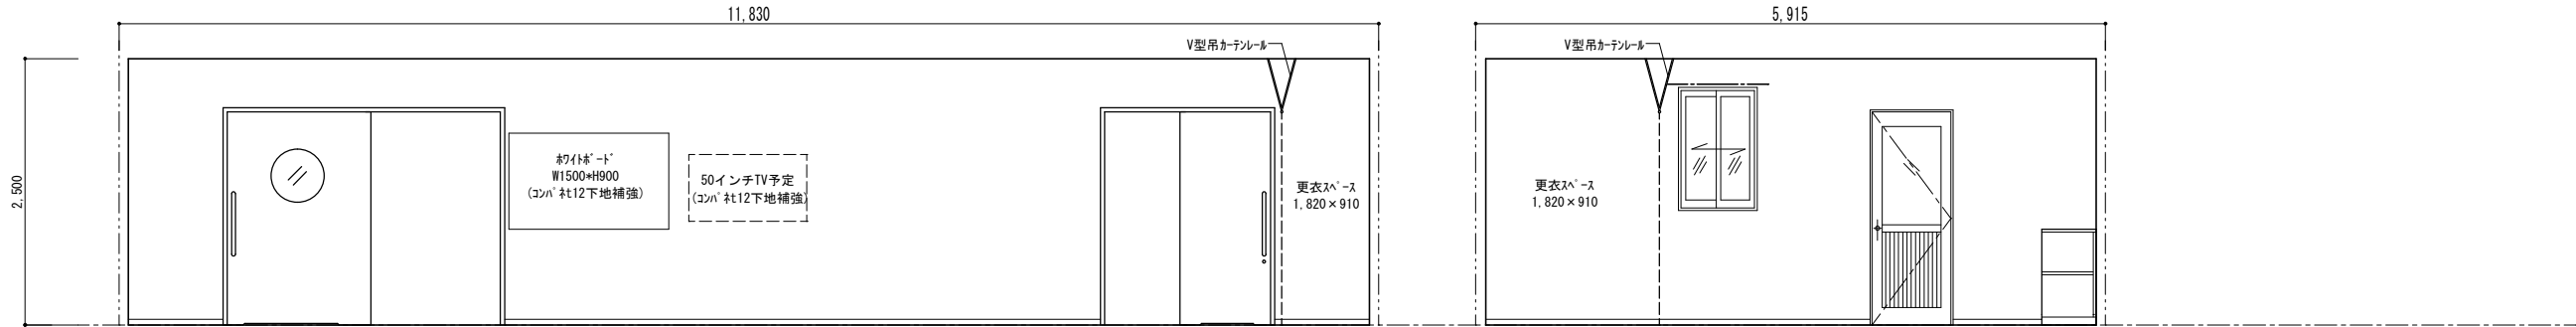 11,830
5,915
V型吊ｶｰﾃﾝﾚｰﾙ
V型吊ｶｰﾃﾝﾚｰﾙ
2,500
ﾎﾜｲﾄﾎﾞｰﾄﾞ
W1500*H900
(ｺﾝﾊﾟﾈt12下地補強)
50インチTV予定
(ｺﾝﾊﾟﾈt12下地補強)
更衣ｽﾍﾟｰｽ
1,820×910
更衣ｽﾍﾟｰｽ
1,820×910